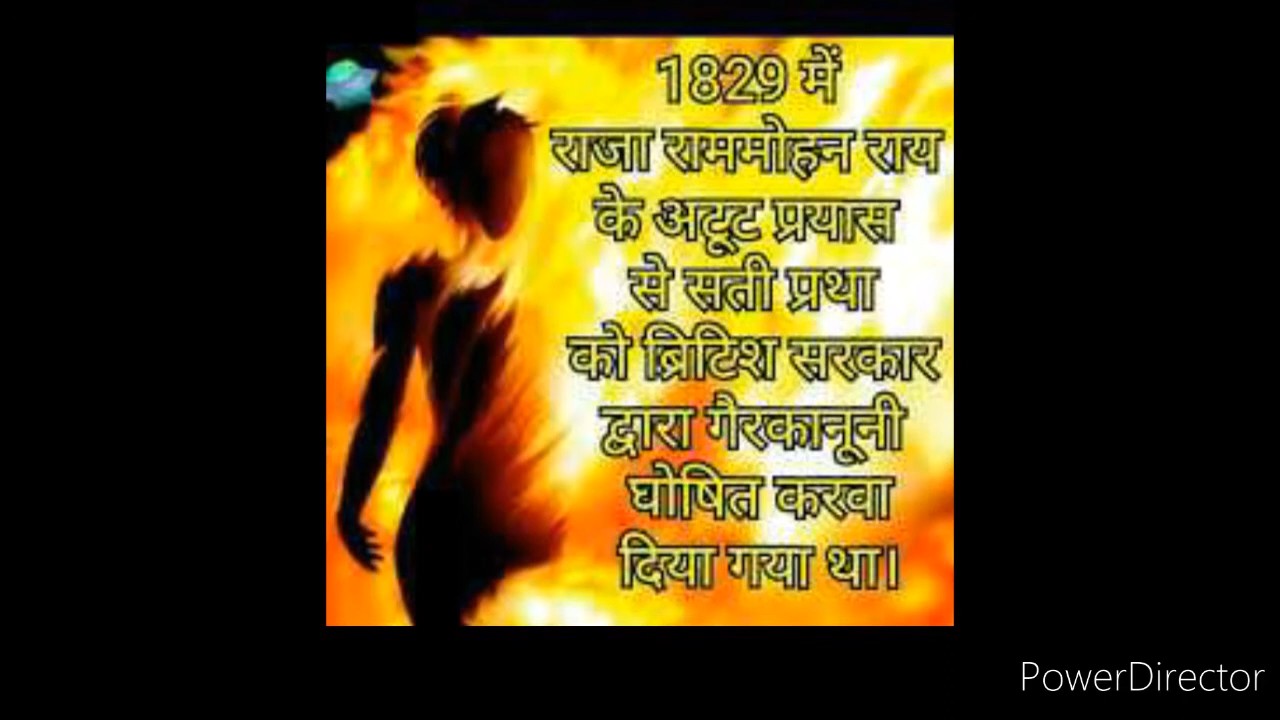 1829 में
राजा राममोहन राय
के अटूट प्रयास
से सती प्रथा
को ब्रिटिश सरकार
द्वारा गैरकानूनी
घोषित करवा
दिया गया था।
PowerDirector